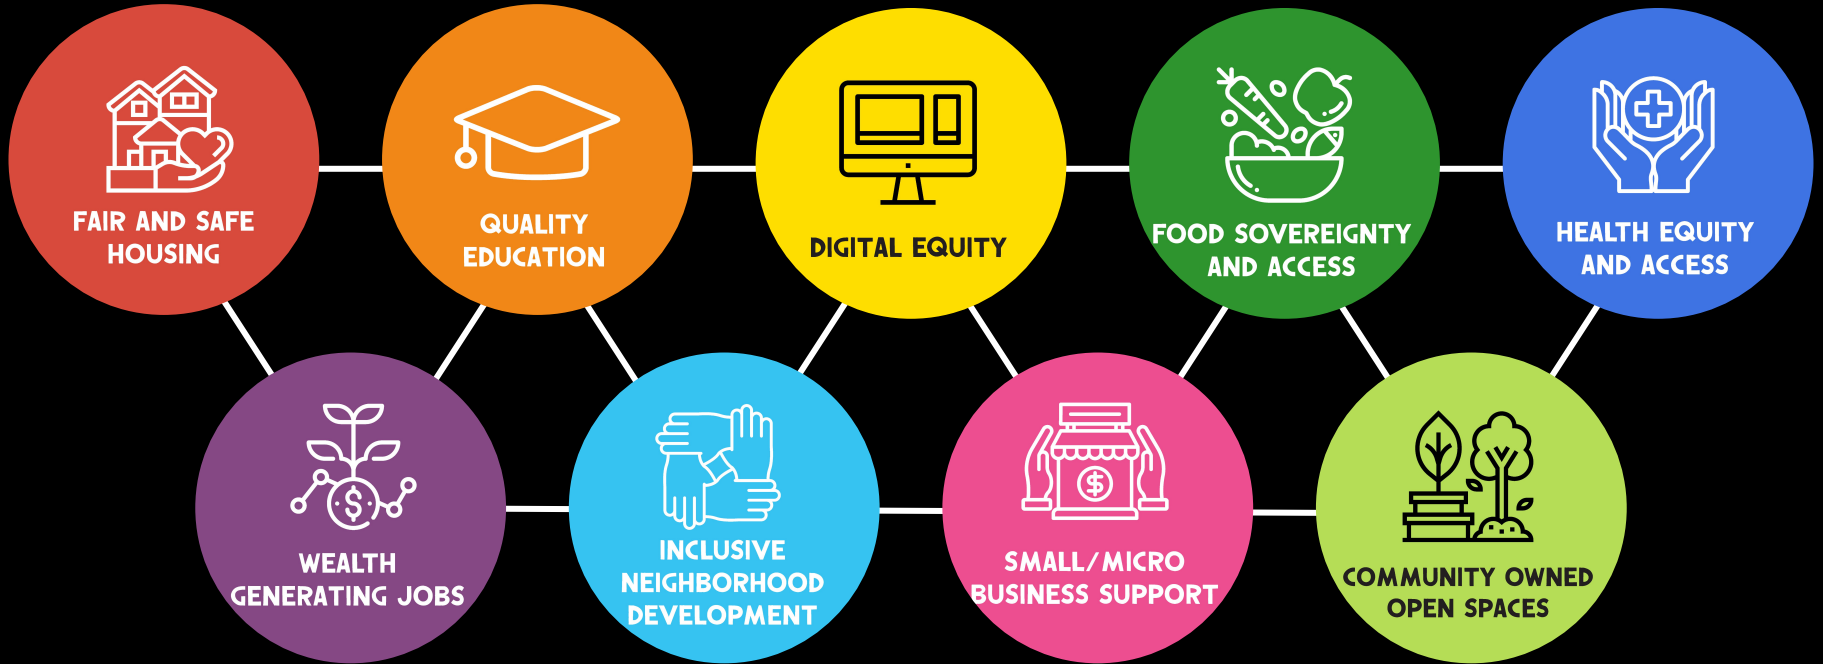 FAIR AND SAFE
HOUSING
QUALITY
EDUCATION
DIGITAL EQUITY
FOOD SOVEREIGNTY
AND ACCESS
HEALTH EQUITY
AND ACCESS
WEALTH
GENERATING JOBS
INCLUSIVE
NEIGHBORHOOD
DEVELOPMENT
SMALL/MICRO
BUSINESS SUPPORT
COMMUNITY OWNED
OPEN SPACES